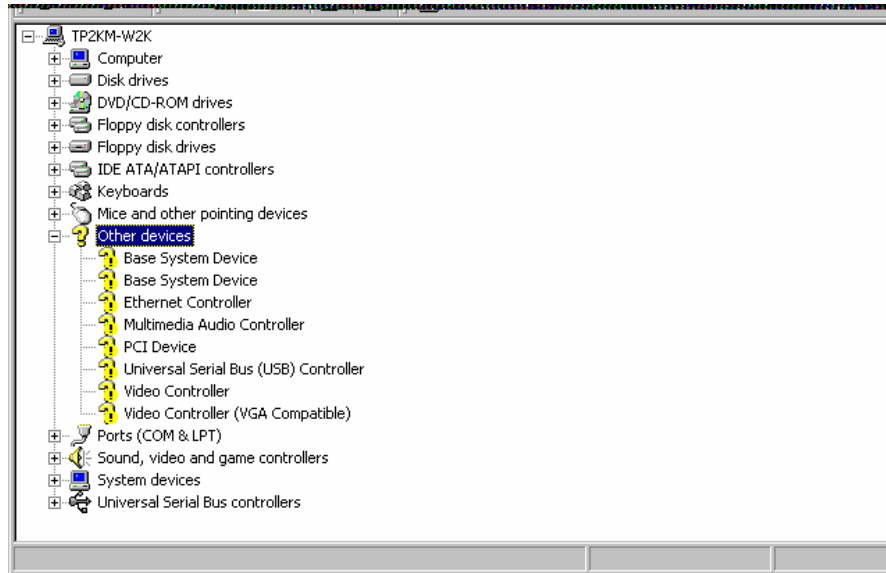 TP2KM-W2K
Computer
Disk drives
DVD/CD-ROM drives
Floppy disk controllers
Floppy disk drives
IDE ATA/ATAPI controllers
Keyboards
Mice and other pointing devices
Other devices
Base System Device
Base System Device
Ethernet Controller
Multimedia Audio Controller
PCI Device
Universal Serial Bus (USB) Controller
Video Controller
Video Controller (VGA Compatible)
Ports (COM & LPT)
Sound, video and game controllers
System devices
Universal Serial Bus controllers